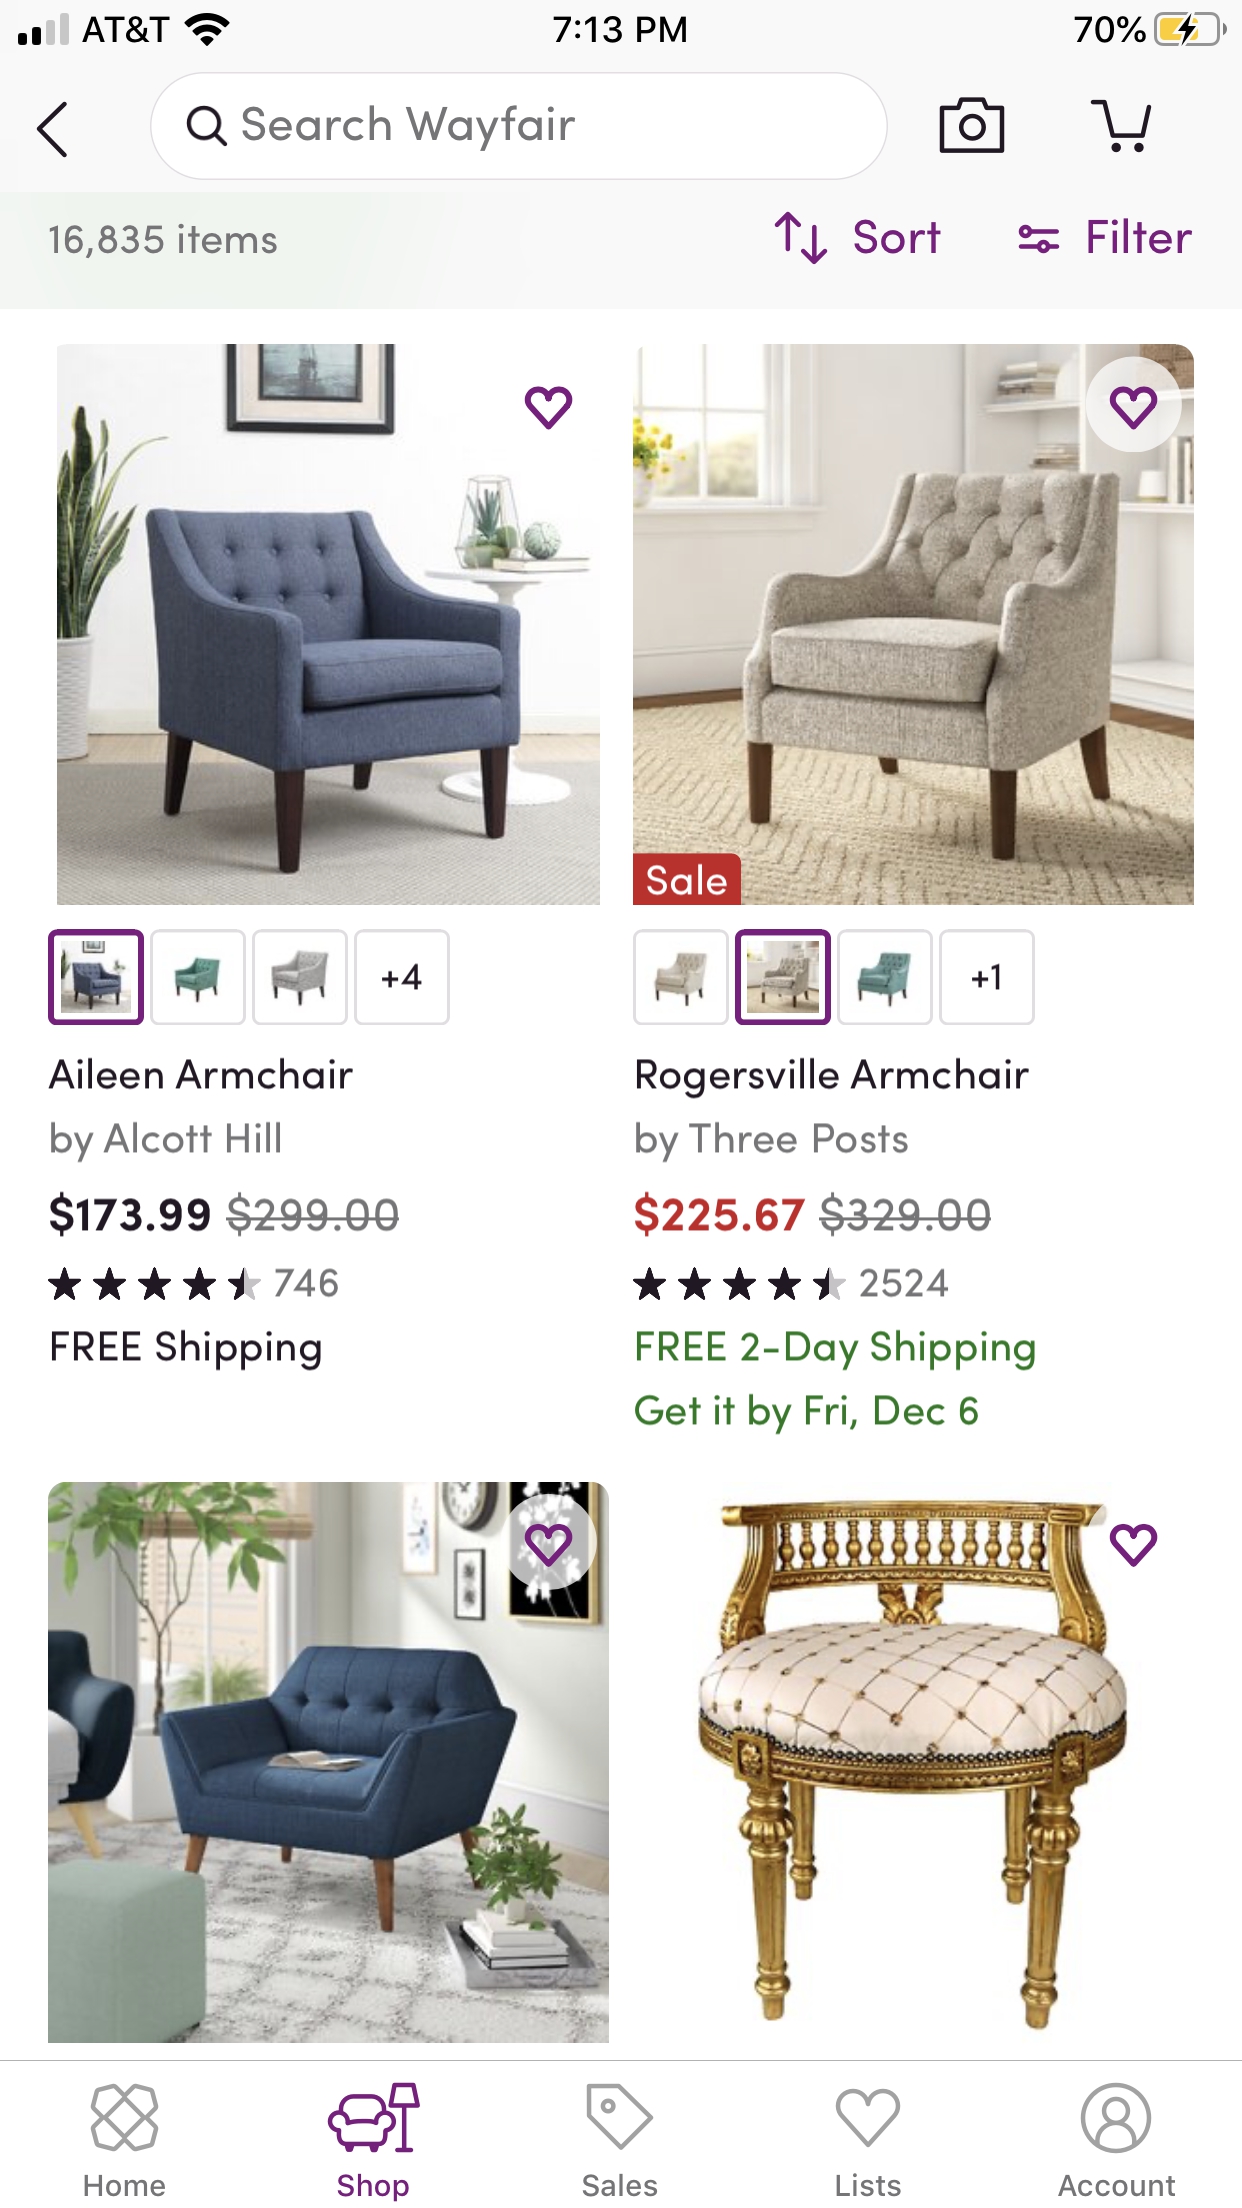 AT&T 7:13 PM 70%
Search Wayfair
16,835 items Sort Filter
Sale
+4
+1
Aileen Armchair
by Alcott Hill
$173.99 $299.00
746
FREE Shipping
Rogersville Armchair
by Three Posts
$225.67 $329.00
2524
FREE 2-Day Shipping
Get it by Fri, Dec 6
Home Shop Sales Lists Account